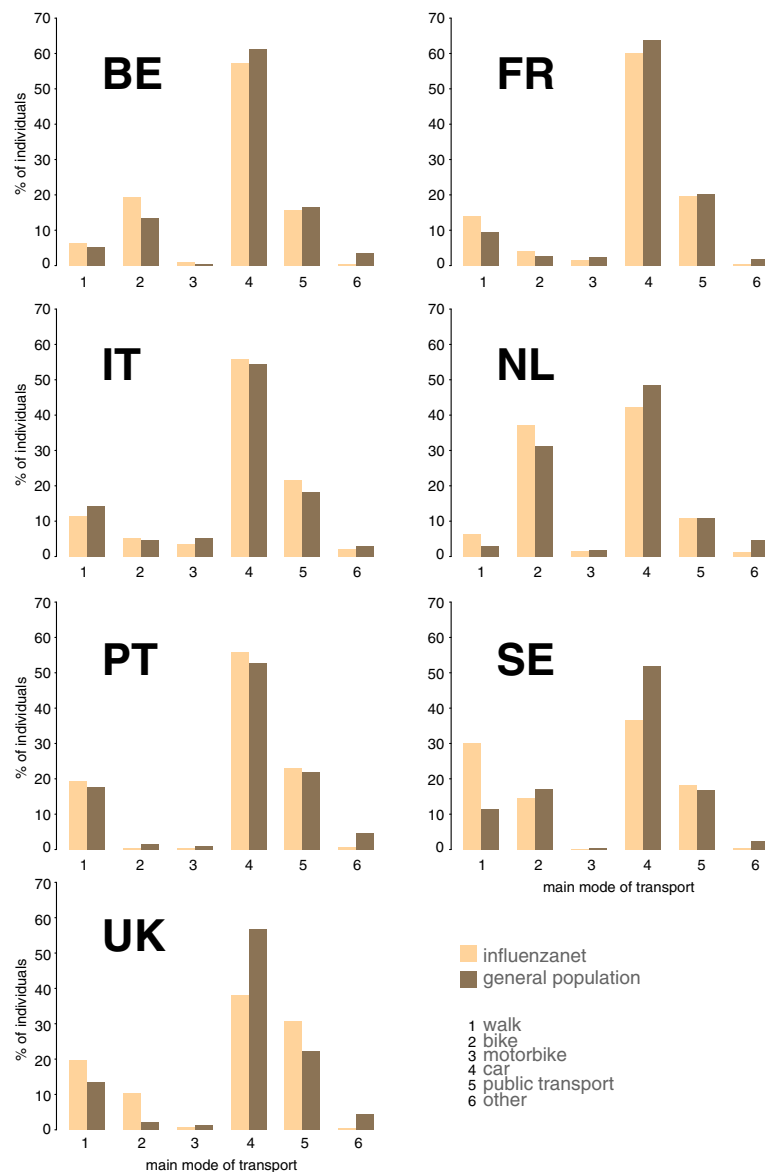 BE
% of individuals
70
60
50
40
30
20
10
0
1 2 3 4 5 6
FR
70
60
50
40
30
20
10
0
1 2 3 4 5 6
IT
% of individuals
70
60
50
40
30
20
10
0
1 2 3 4 5 6
NL
70
60
50
40
30
20
10
0
1 2 3 4 5 6
PT
% of individuals
70
60
50
40
30
20
10
0
1 2 3 4 5 6
SE
70
60
50
40
30
20
10
0
1 2 3 4 5 6
main mode of transport
UK
% of individuals
70
60
50
40
30
20
10
0
1 2 3 4 5 6
main mode of transport
influenzanet
general population
1 walk
2 bike
3 motorbike
4 car
5 public transport
6 other